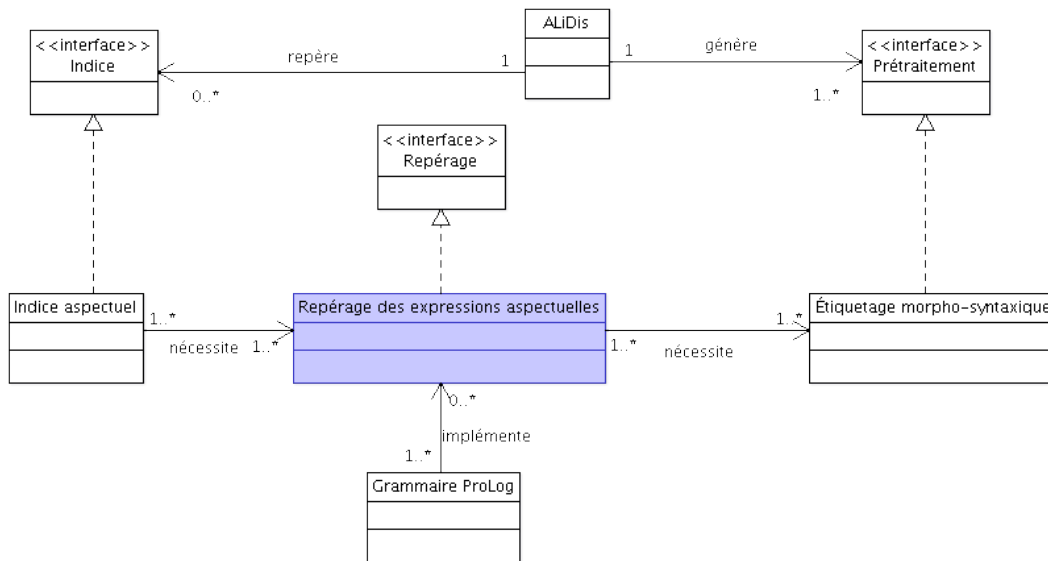 ALiDis
<<interface>>
Indice
<<interface>>
Prétraitement
repère
1
1
génère
0..*
1..*
<<interface>>
Repérage
Indice aspectuel
Repérage des expressions aspectuelles
Étiquetage morpho-syntaxique
1..*
nécessite
1..*
1..*
nécessite
1..*
0..*
implémente
1..*
Grammaire ProLog